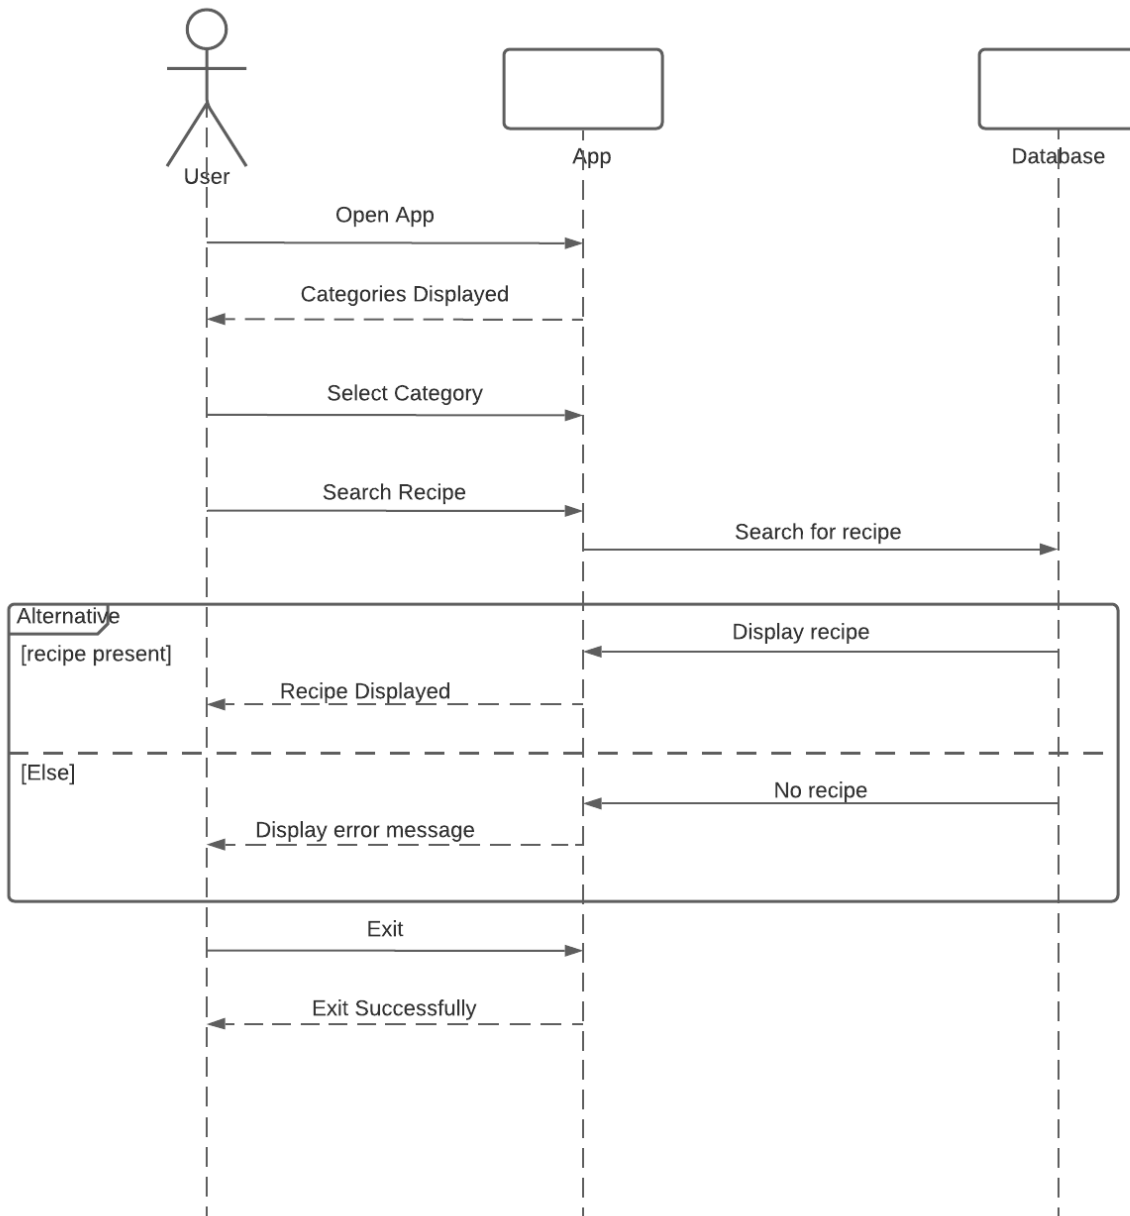 User
App
Database
Open App
Categories Displayed
Select Category
Search Recipe
Search for recipe
Alternative
[recipe present]
Display recipe
Recipe Displayed
[Else]
No recipe
Display error message
Exit
Exit Successfully